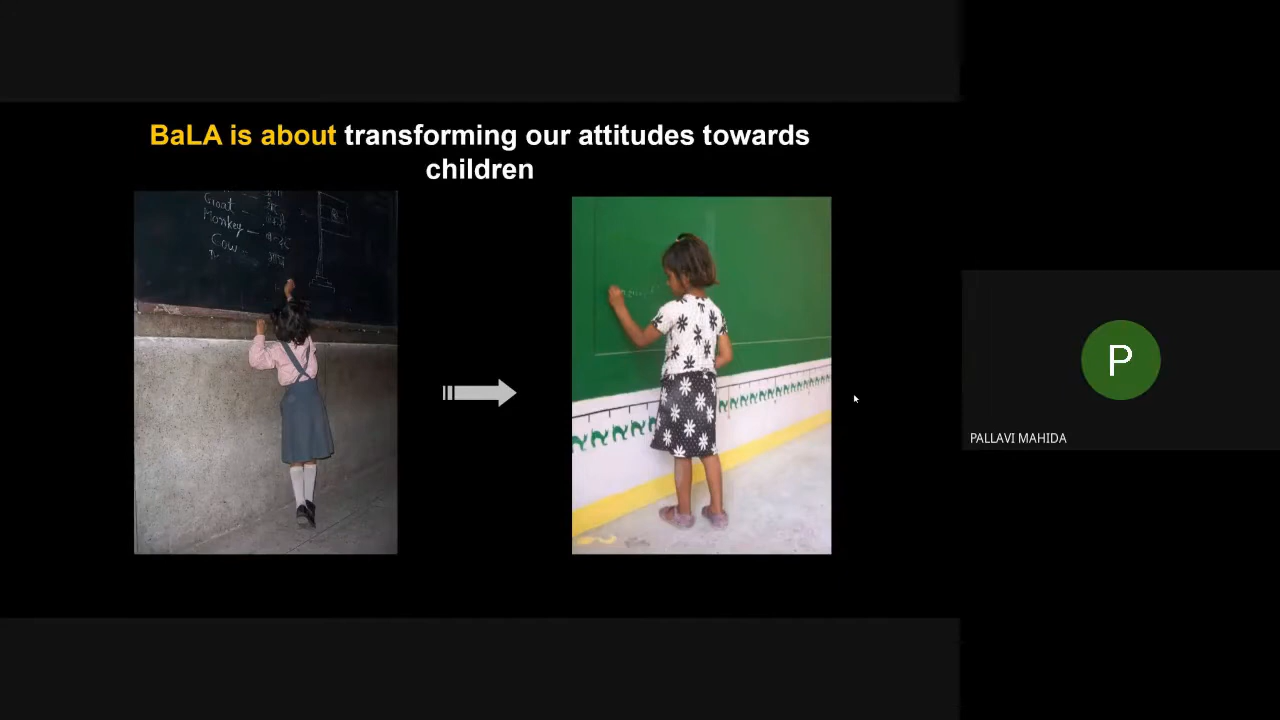 BaLA is about transforming our attitudes towards
children
Goat
Monkey
Cow
P
PALLAVI MAHIDA